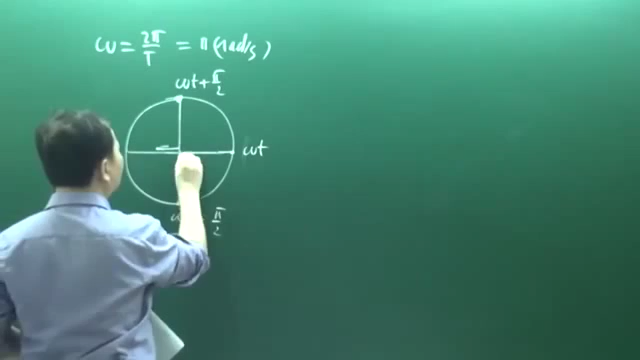 ω = 2π/T = π (rad/s)
ωt + π/2
ωt
π/2